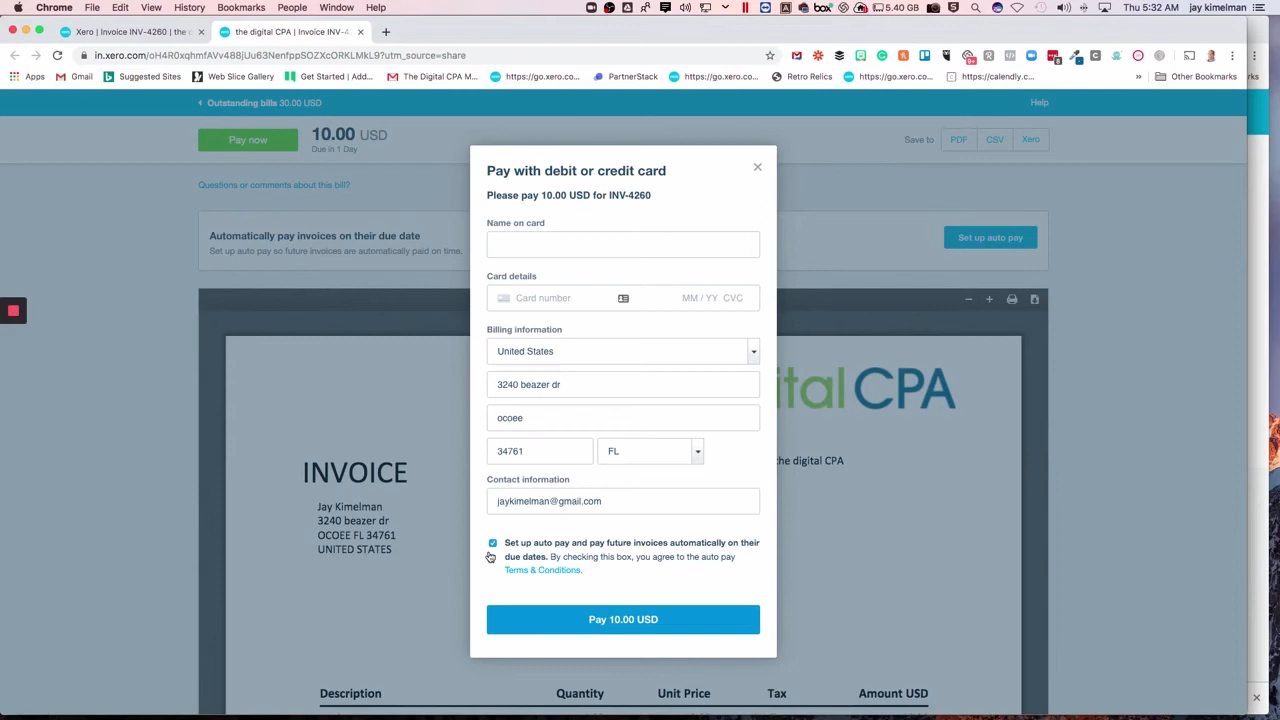 Chrome File Edit View History Bookmarks People Window Help
box 5.40 GB Thu 5:32 AM jay kimelman
Xero | Invoice INV-4260 | the c
the digital CPA | Invoice INV-4
in.xero.com/oH4R0xqhmfAVv488iUu63NenfppSOZXcORKLMkL9?utm_source=share
Apps Gmail Suggested Sites Web Slice Gallery Get Started | Add... The Digital CPA M... https://go.xero.co... PartnerStack https://go.xero.co... Retro Relics https://go.xero.co... https://calendly.c... » Other Bookmarks
Outstanding bills 30.00 USD
Help
Pay now
10.00 USD
Due in 1 Day
Save to PDF CSV Xero
Questions or comments about this bill?
Automatically pay invoices on their due date
Set up auto pay so future invoices are automatically paid on time.
Set up auto pay
Pay with debit or credit card
Please pay 10.00 USD for INV-4260
Name on card
Card details
Card number MM / YY CVC
Billing information
United States
3240 beazer dr
ocoee
34761 FL
Contact information
jaykimelman@gmail.com
Set up auto pay and pay future invoices automatically on their
due dates. By checking this box, you agree to the auto pay
Terms & Conditions.
Pay 10.00 USD
ital CPA
the digital CPA
INVOICE
Jay Kimelman
3240 beazer dr
OCOEE FL 34761
UNITED STATES
Description Quantity Unit Price Tax Amount USD